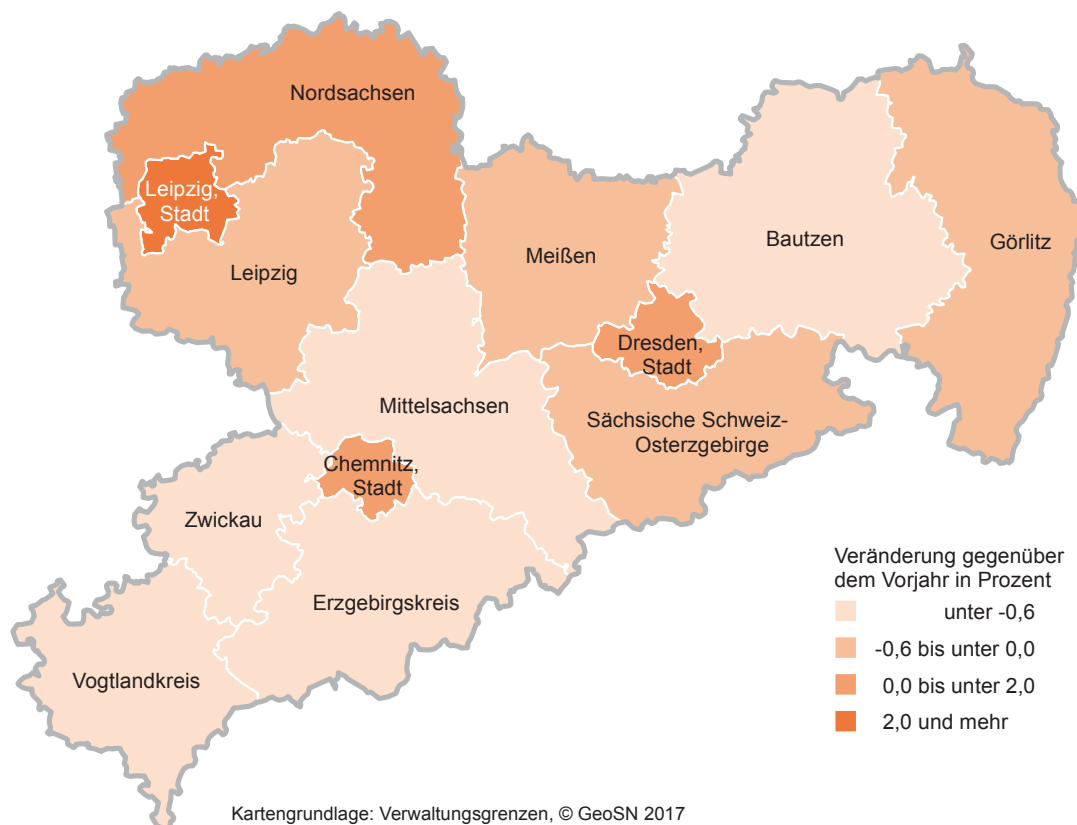 Nordsachsen
Leipzig,
Stadt
Leipzig
Meißen
Bautzen
Görlitz
Dresden,
Stadt
Mittelsachsen
Sächsische Schweiz-
Osterzgebirge
Chemnitz,
Stadt
Zwickau
Erzgebirgskreis
Vogtlandkreis
Veränderung gegenüber
dem Vorjahr in Prozent
unter -0,6
-0,6 bis unter 0,0
0,0 bis unter 2,0
2,0 und mehr
Kartengrundlage: Verwaltungsgrenzen, © GeoSN 2017